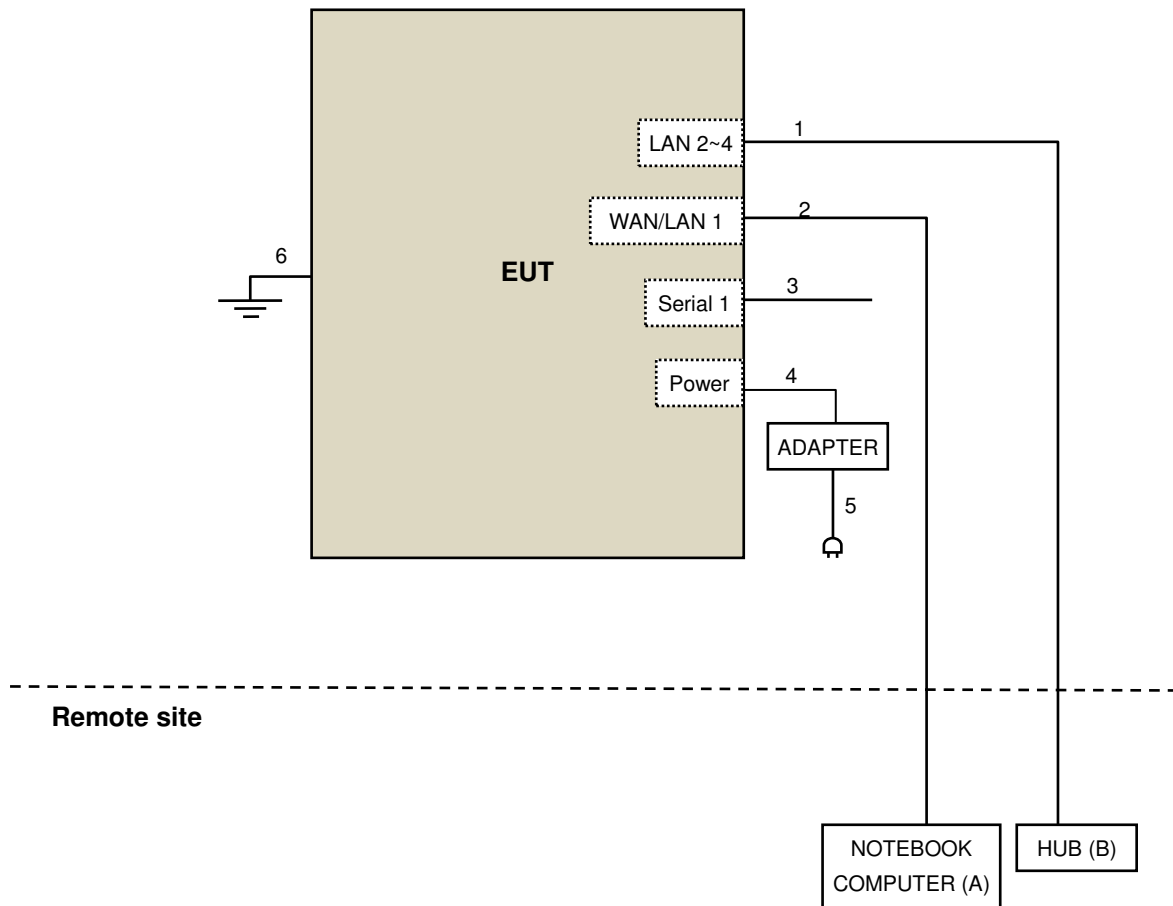 LAN 2~4
1
WAN/LAN 1
2
6
EUT
Serial 1
3
Power
4
ADAPTER
5
Remote site
NOTEBOOK
COMPUTER (A)
HUB (B)